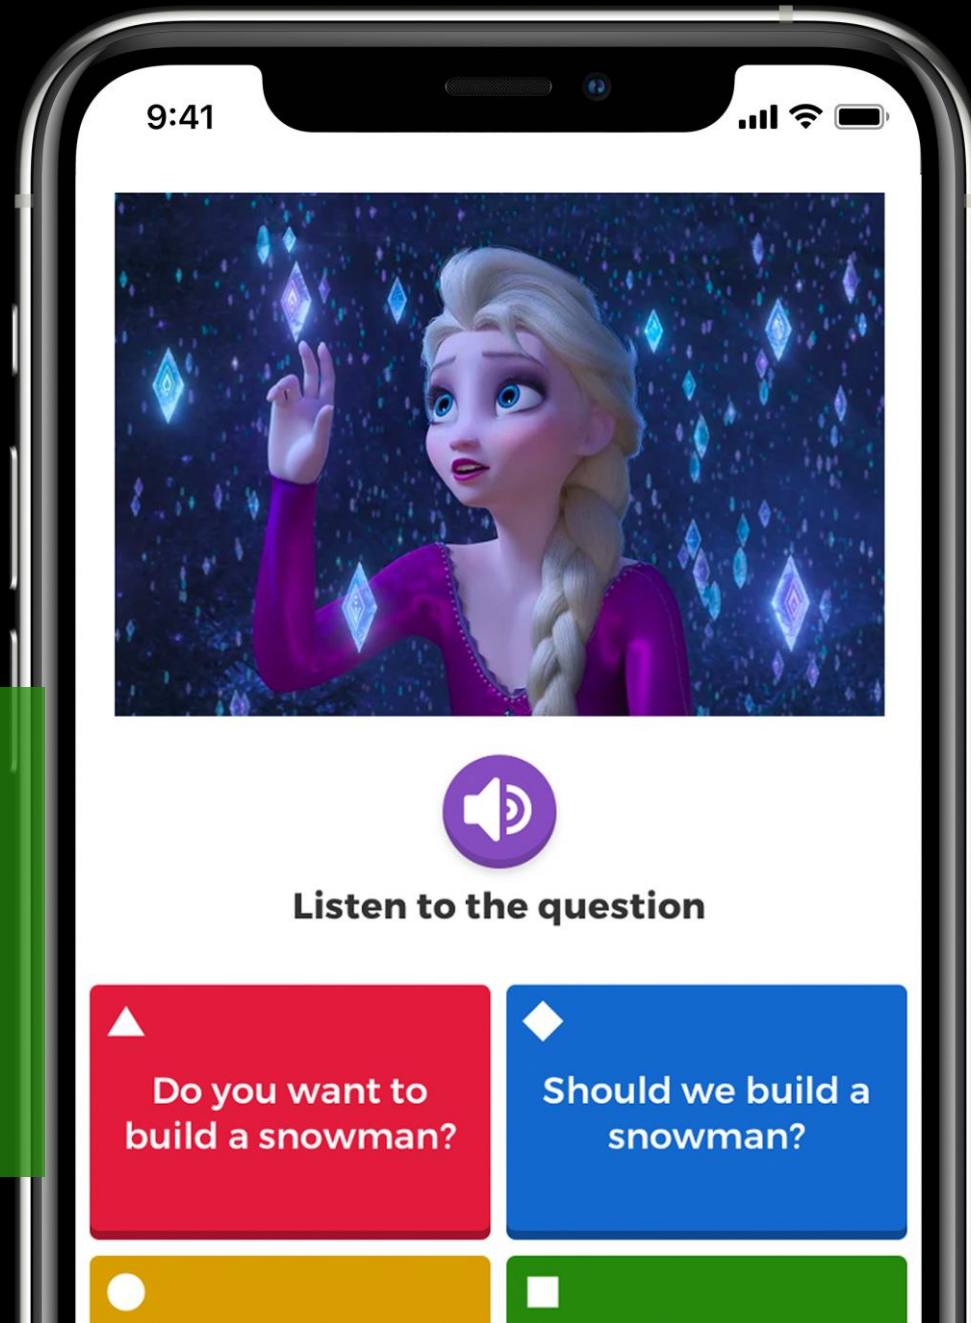 9:41
Listen to the question
Do you want to
build a snowman?
Should we build a
snowman?